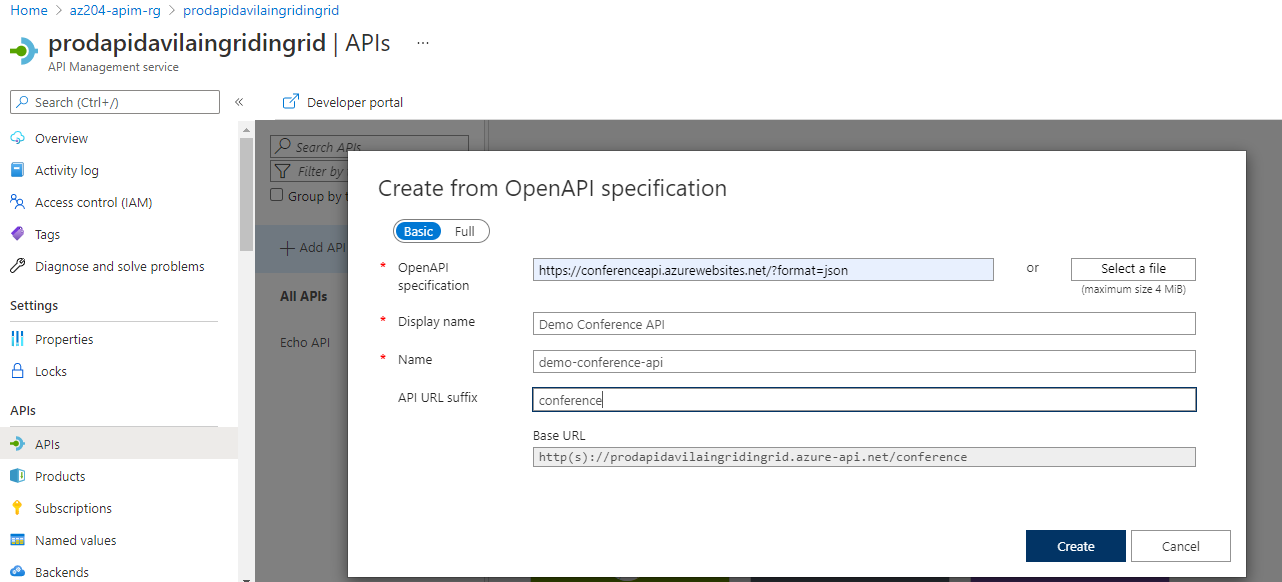 Home > az204-apim-rg > prodapidavilaingridingrid
prodapidavilaingridingrid | APIs ...
API Management service
Search (Ctrl+/)
«
Developer portal
Overview
Activity log
Access control (IAM)
Tags
Diagnose and solve problems
Settings
Properties
Locks
APIs
APIs
Products
Subscriptions
Named values
Backends
Search APIs
Filter by
Group by t
+ Add API
All APIs
Echo API
Create from OpenAPI specification
Basic Full
* OpenAPI
specification
https://conferenceapi.azurewebsites.net/?format=json
or
Select a file
(maximum size 4 MiB)
* Display name
Demo Conference API
* Name
demo-conference-api
API URL suffix
conference
Base URL
http(s)://prodapidavilaingridingrid.azure-api.net/conference
Create
Cancel